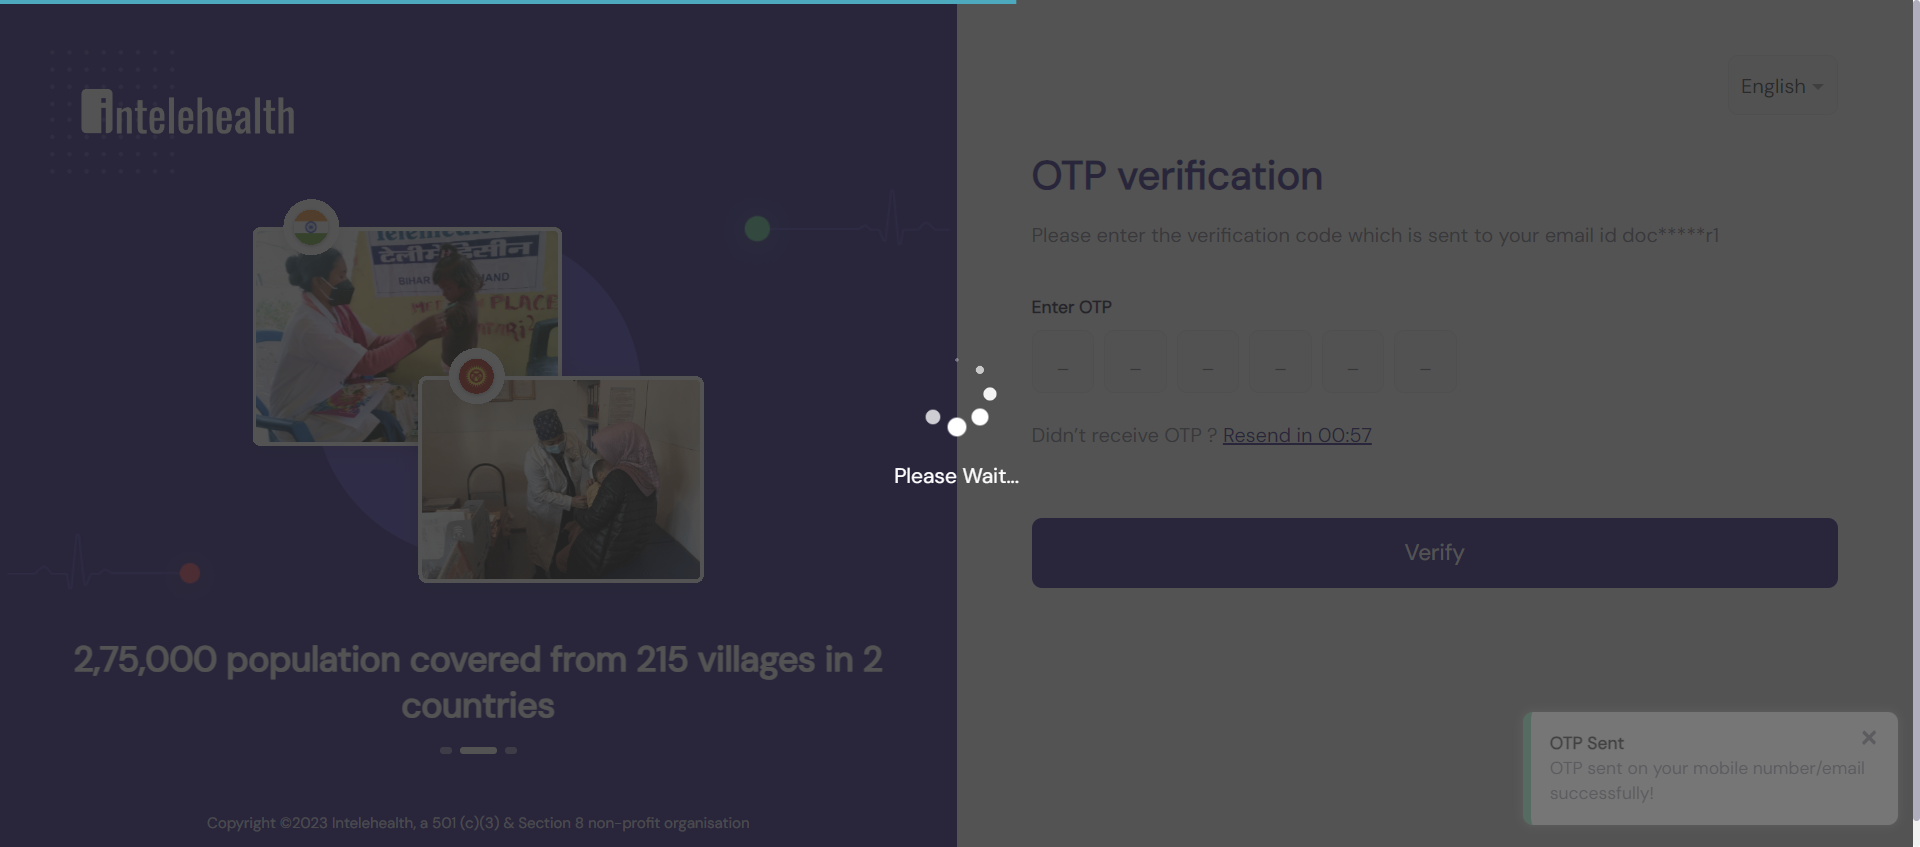 intelehealth
English
OTP verification
Please enter the verification code which is sent to your email id doc*****r1
Enter OTP
_ _ _ _ _ _
Didn't receive OTP ? Resend in 00:57
Please Wait...
Verify
टेलीमेडिसीन
BIHAR
PLACE
2,75,000 population covered from 215 villages in 2
countries
Copyright ©2023 Intelehealth, a 501 (c)(3) & Section 8 non-profit organisation
OTP Sent
OTP sent on your mobile number/email
successfully!